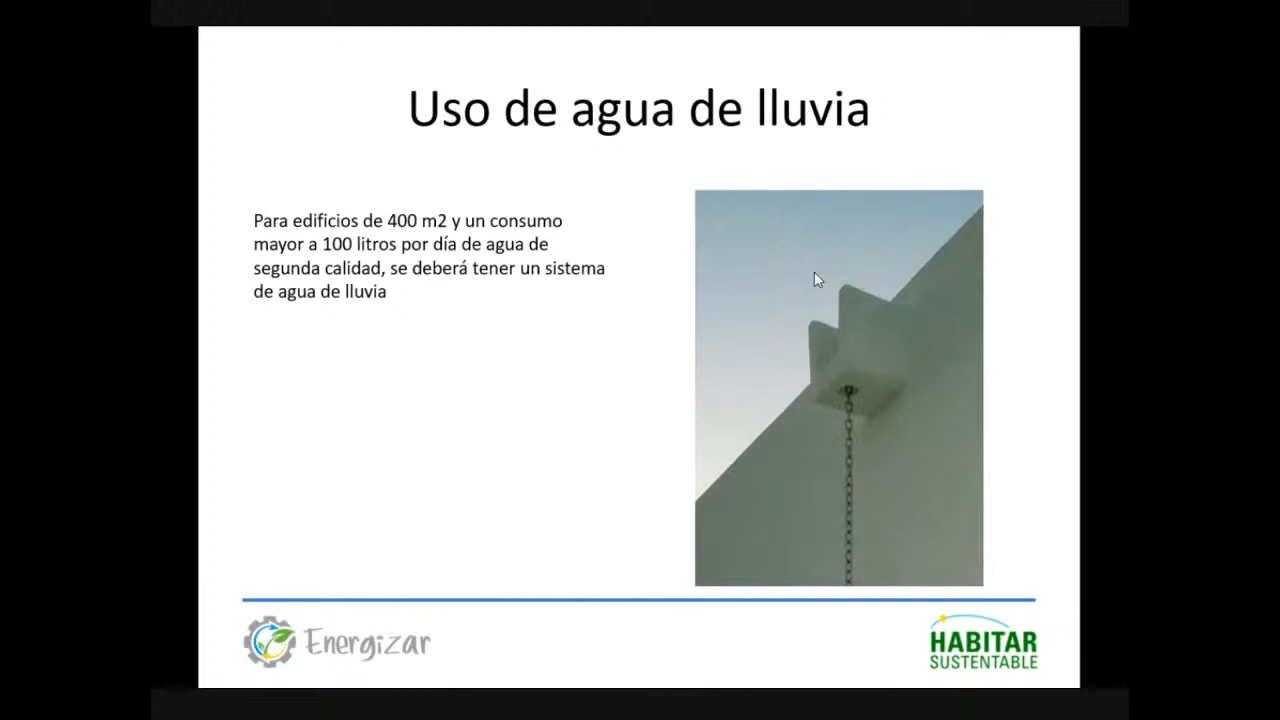 Uso de agua de lluvia
Para edificios de 400 m2 y un consumo
mayor a 100 litros por día de agua de
segunda calidad, se deberá tener un sistema
de agua de lluvia
Energizar
HABITAR
SUSTENTABLE